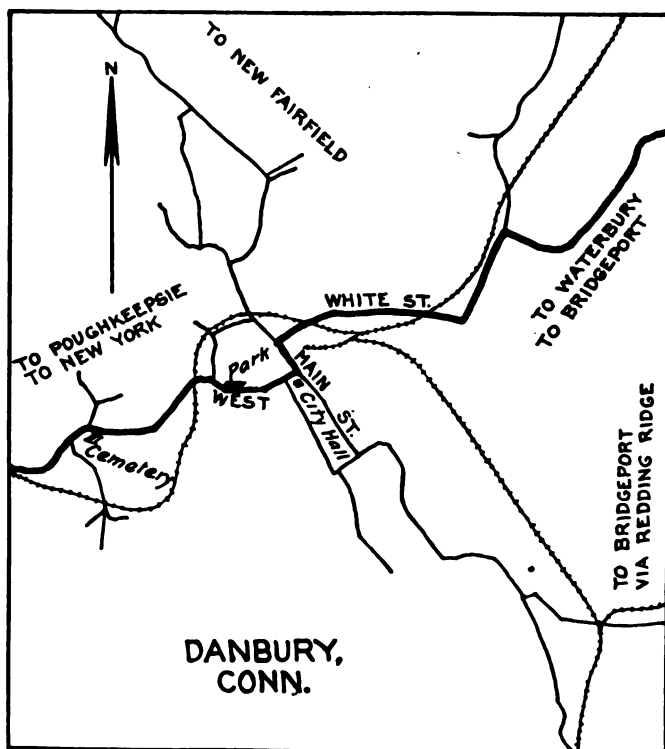 TO NEW FAIRFIELD
N
TO WATERBURY
TO BRIDGEPORT
WHITE ST.
TO POUGHKEEPSIE
TO NEW YORK
Park
MAIN ST.
WEST
City Hall
Cemetery
TO BRIDGEPORT
VIA REDDING RIDGE
DANBURY,
CONN.